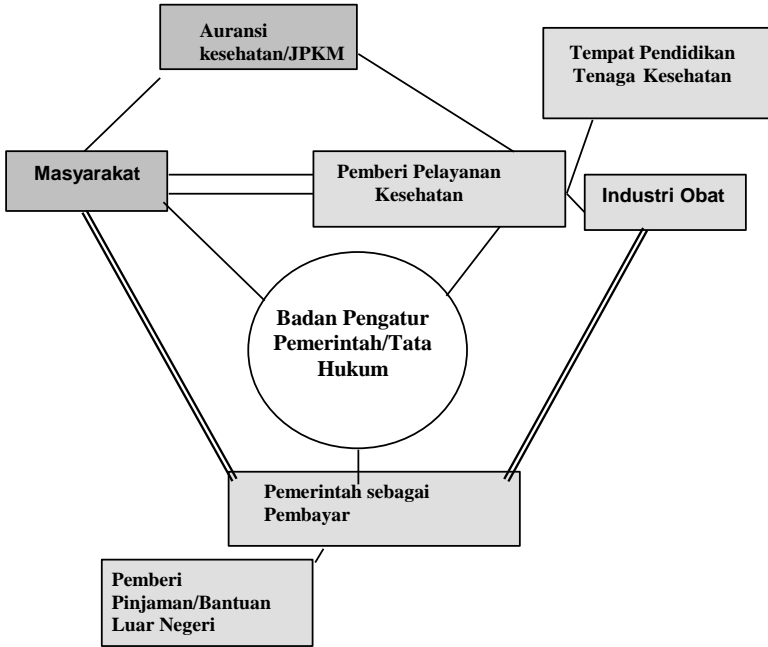 Auransi
kesehatan/JPKM
Tempat Pendidikan
Tenaga Kesehatan
Masyarakat
Pemberi Pelayanan
Kesehatan
Industri Obat
Badan Pengatur
Pemerintah/Tata
Hukum
Pemerintah sebagai
Pembayar
Pemberi
Pinjaman/Bantuan
Luar Negeri